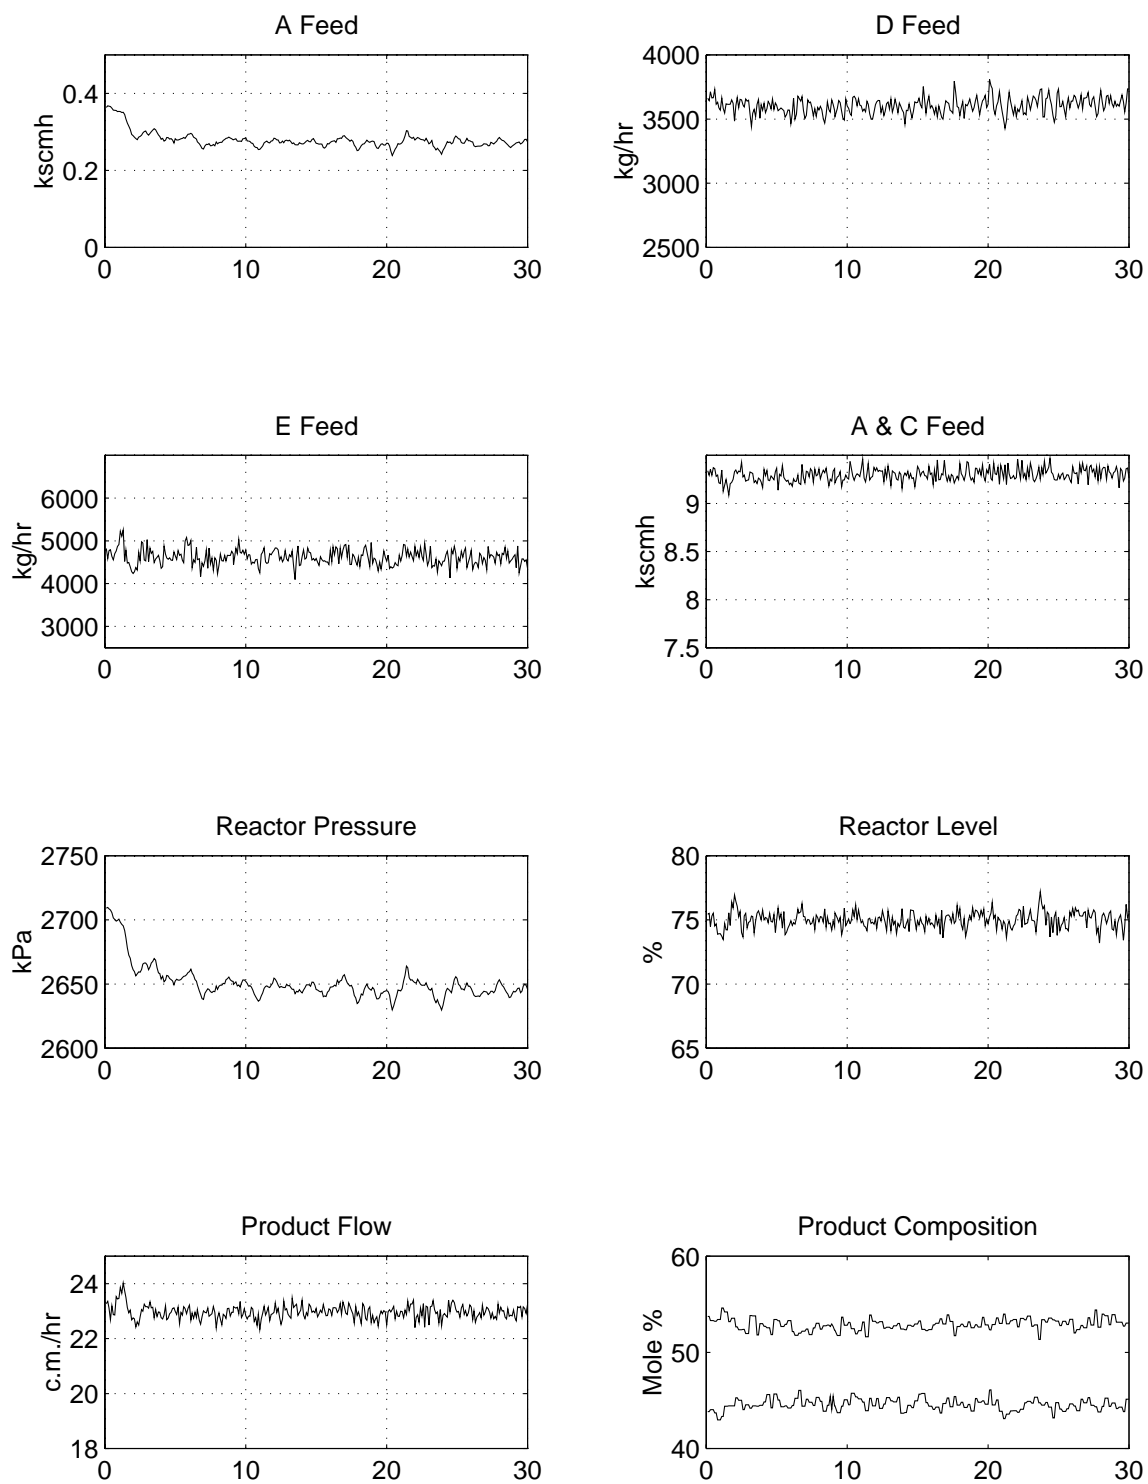 A Feed
kscmh
0.4
0.2
0
0 10 20 30
D Feed
kg/hr
4000
3500
3000
2500
0 10 20 30
E Feed
kg/hr
6000
5000
4000
3000
0 10 20 30
A & C Feed
kscmh
9
8.5
8
7.5
0 10 20 30
Reactor Pressure
kPa
2750
2700
2650
2600
0 10 20 30
Reactor Level
%
80
75
70
65
0 10 20 30
Product Flow
c.m./hr
24
22
20
18
0 10 20 30
Product Composition
Mole %
60
50
40
0 10 20 30